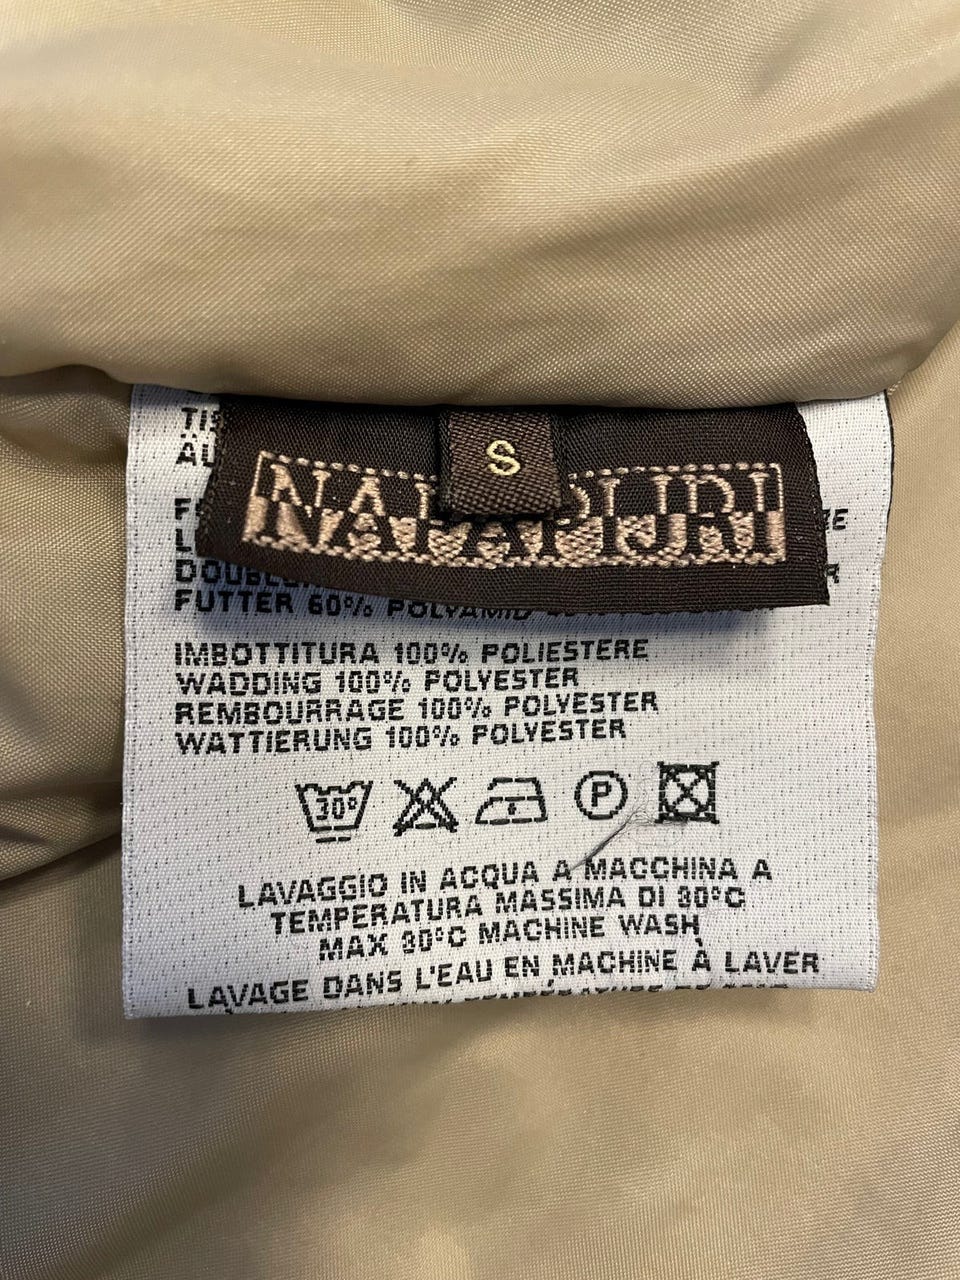 S
NAPAPIJRI
FUTTER 60% POLYAMID
IMBOTTITURA 100% POLIESTERE
WADDING 100% POLYESTER
REMBOURRAGE 100% POLYESTER
WATTIERUNG 100% POLYESTER
30° P
LAVAGGIO IN ACQUA A MACCHINA A
TEMPERATURA MASSIMA DI 30°C
MAX 30°C MACHINE WASH
LAVAGE DANS L'EAU EN MACHINE À LAVER